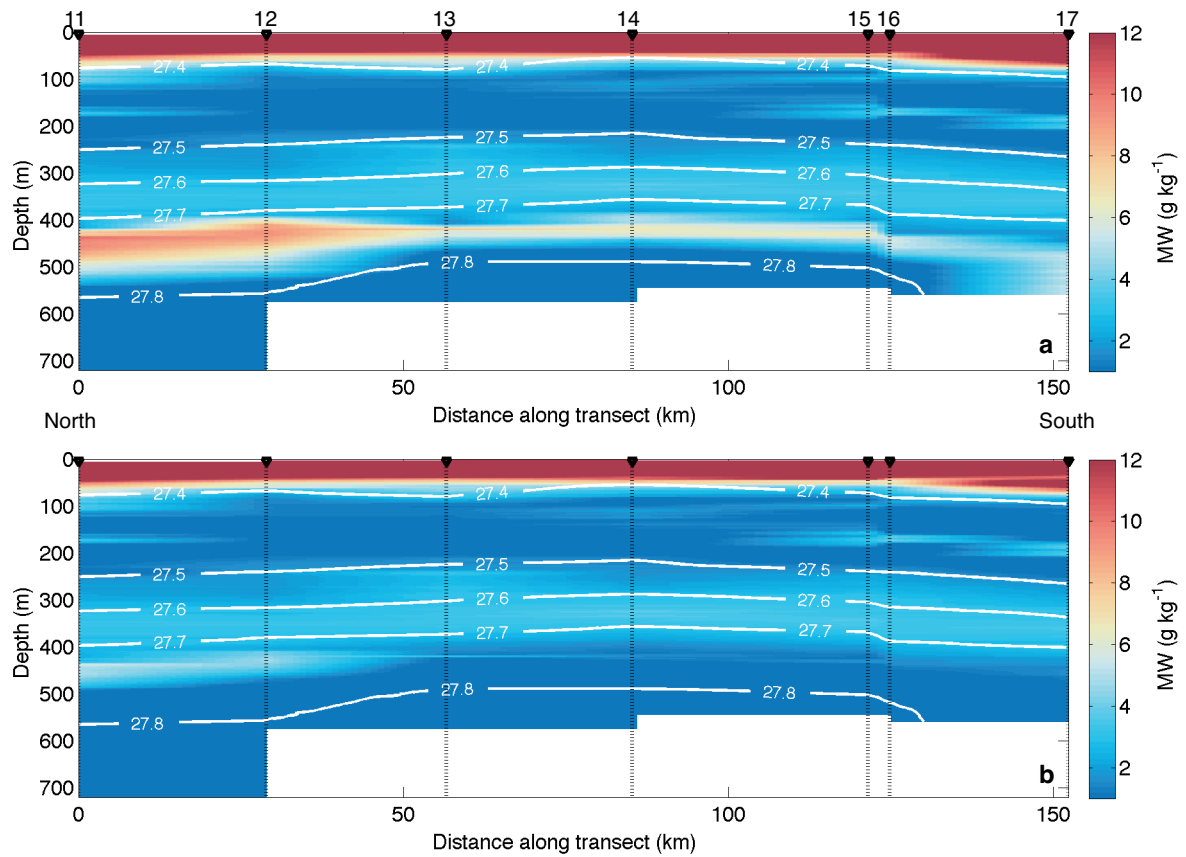 11 12 13 14 15 16 17
0 12
27.4 27.4 27.4
100
10
200
27.5 27.5 27.5
8
300
27.6 27.6 27.6
Depth (m)
MW (g kg-1)
6
27.7 27.7 27.7
400
4
500
27.8 27.8 27.8
600
2
a
700
0 50 100 150
North Distance along transect (km) South
0 12
27.4 27.4 27.4
100
10
200
27.5 27.5 27.5
8
300
27.6 27.6 27.6
Depth (m)
MW (g kg-1)
6
27.7 27.7 27.7
400
4
500
27.8 27.8 27.8
600
2
b
700
0 50 100 150
Distance along transect (km)